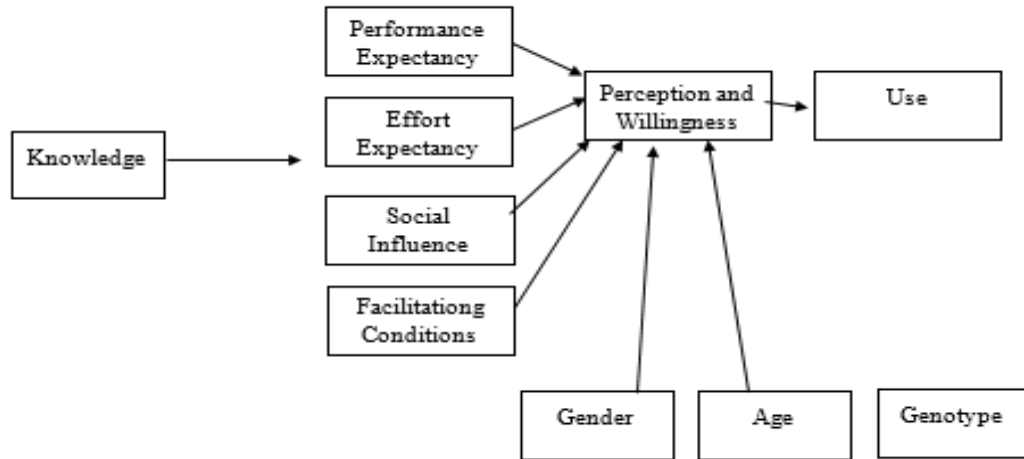 Performance
Expectancy
Perception and
Willingness
Use
Effort
Expectancy
Knowledge
Social
Influence
Facilitationg
Conditions
Gender
Age
Genotype